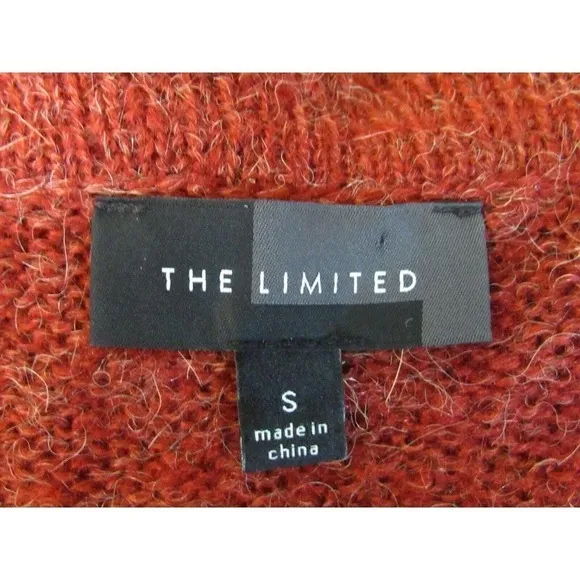 THE LIMITED
S
made in
china